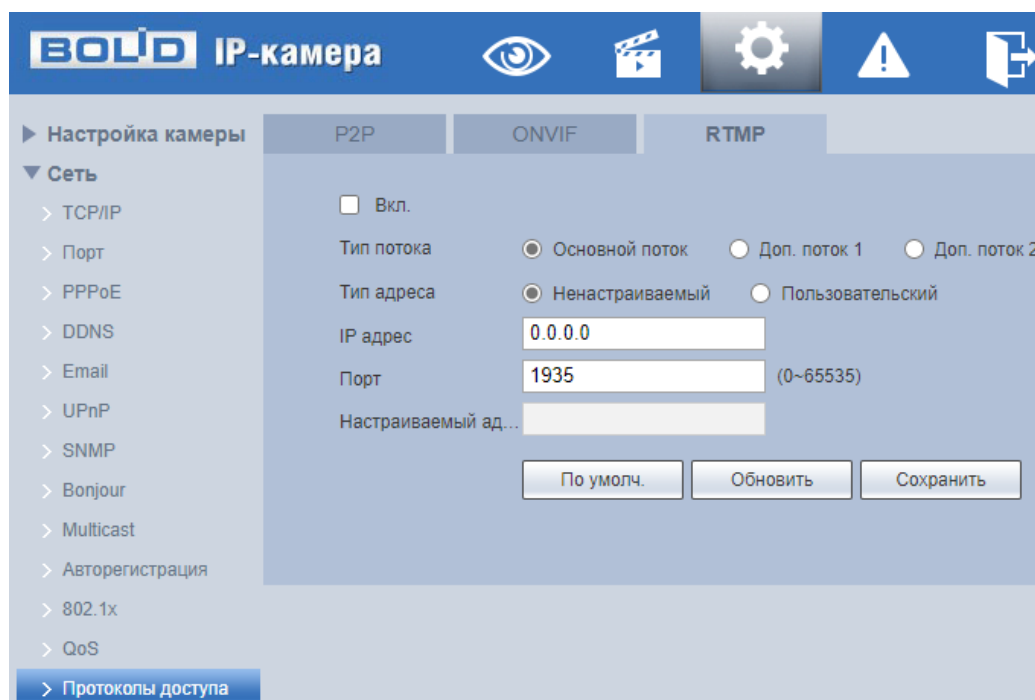 BOLID IP-камера
Настройка камеры
Сеть
TCP/IP
Порт
PPPoE
DDNS
Email
UPnP
SNMP
Bonjour
Multicast
Авторегистрация
802.1x
QoS
Протоколы доступа
P2P ONVIF RTMP
Вкл.
Тип потока Основной поток Доп. поток 1 Доп. поток 2
Тип адреса Ненастраиваемый Пользовательский
IP адрес 0.0.0.0
Порт 1935 (0~65535)
Настраиваемый ад...
По умолч. Обновить Сохранить